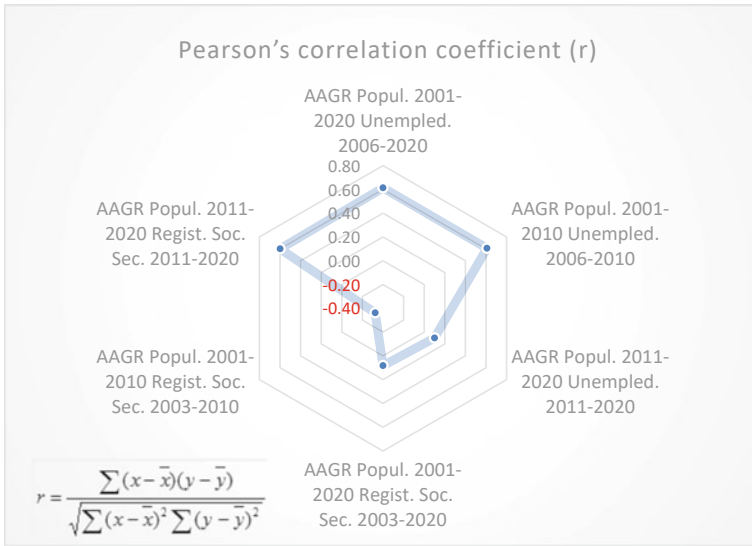 Pearson’s correlation coefficient (r)
AAGR Popul. 2001-
2020 Unempled.
2006-2020
0.80
0.60
0.40
0.20
0.00
-0.20
-0.40
AAGR Popul. 2001-
2010 Unempled.
2006-2010
AAGR Popul. 2011-
2020 Unempled.
2011-2020
AAGR Popul. 2001-
2020 Regist. Soc.
Sec. 2003-2020
AAGR Popul. 2001-
2010 Regist. Soc.
Sec. 2003-2010
AAGR Popul. 2011-
2020 Regist. Soc.
Sec. 2011-2020
r = ∑(x − x̅)(y − y̅) / √∑(x − x̅)² ∑(y − y̅)²